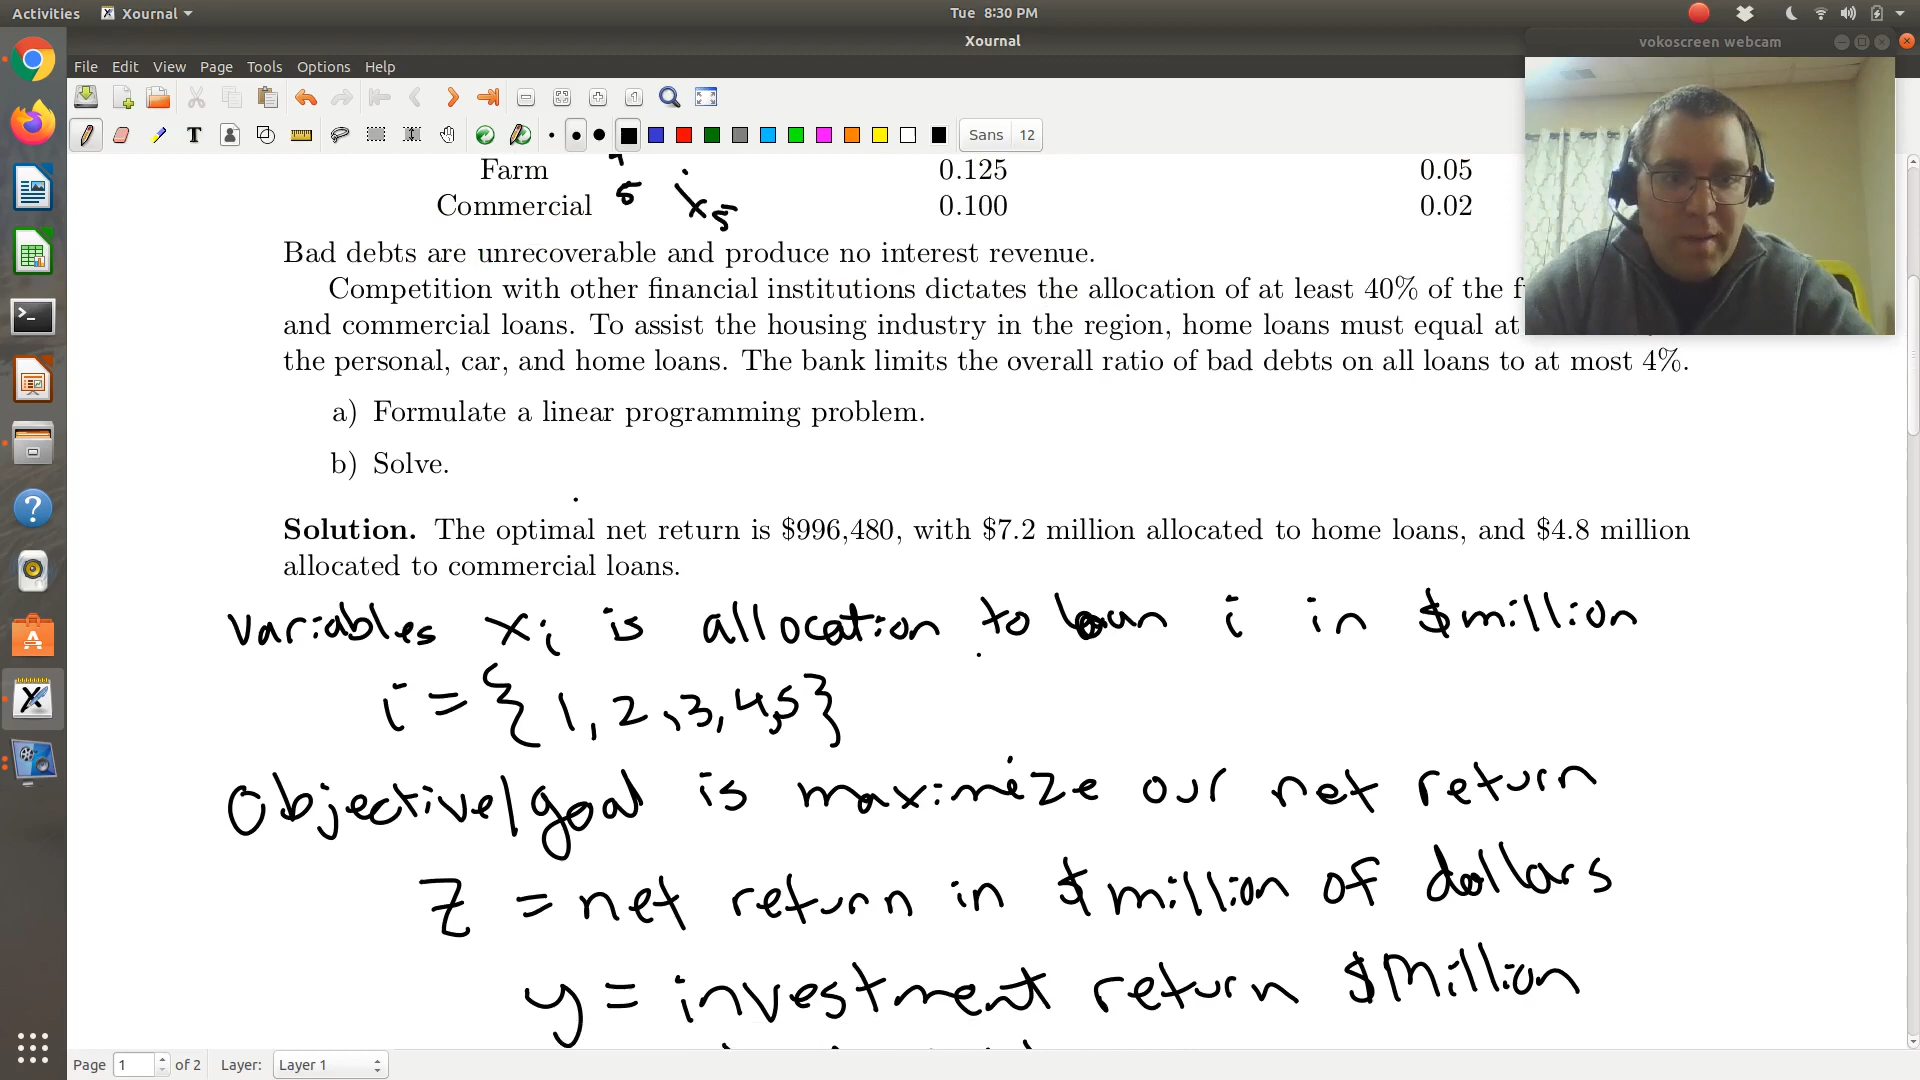 Activities Xournal Tue 8:30 PM
Xournal
vokoscreen webcam
File Edit View Page Tools Options Help
Sans 12
Farm 0.125 0.05
Commercial 5 x5 0.100 0.02
Bad debts are unrecoverable and produce no interest revenue.
Competition with other financial institutions dictates the allocation of at least 40% of the
and commercial loans. To assist the housing industry in the region, home loans must equal at
the personal, car, and home loans. The bank limits the overall ratio of bad debts on all loans to at most 4%.
a) Formulate a linear programming problem.
b) Solve.
Solution. The optimal net return is $996,480, with $7.2 million allocated to home loans, and $4.8 million
allocated to commercial loans.
variables xi is allocation to loan i in $million
i = {1, 2, 3, 4, 5}
Objective/goal is maximize our net return
Z = net return in $million of dollars
y = investment return $Million
Page 1 of 2 Layer: Layer 1